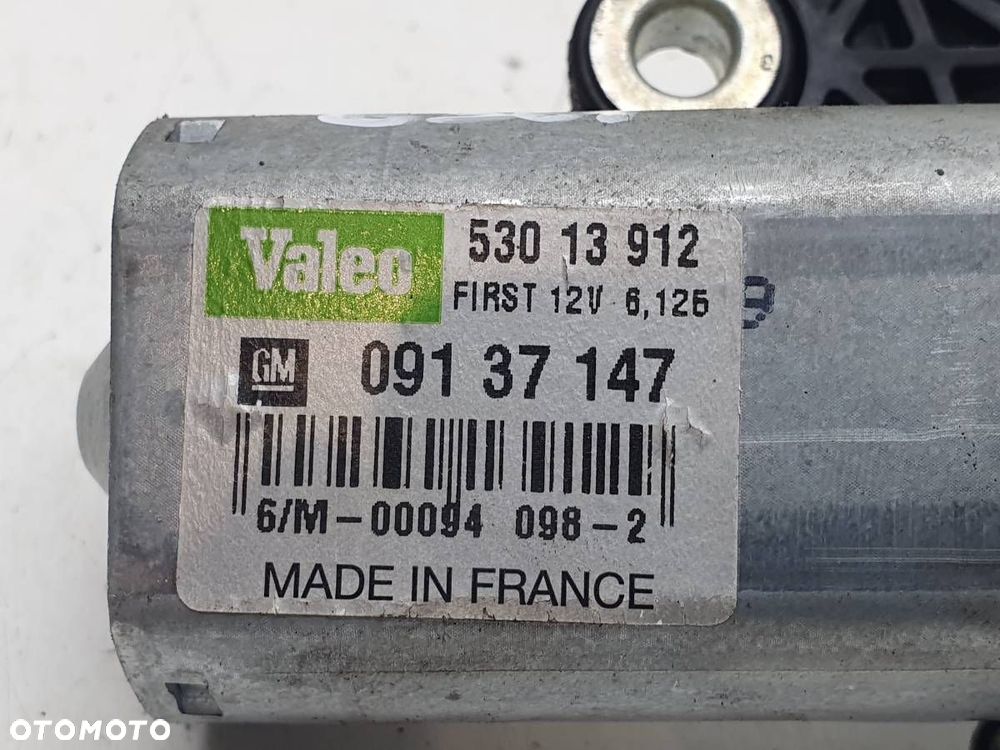 Valeo
530 13 912
FIRST 12V 6,125
GM
091 37 147
6/M-00094 098-2
MADE IN FRANCE
OTOMOTO